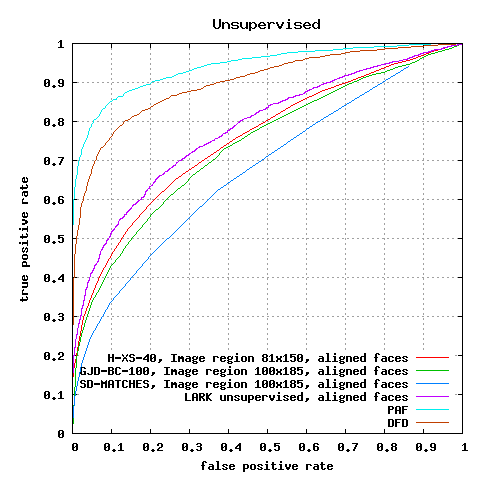 Unsupervised
1
0.9
0.8
0.7
0.6
0.5
0.4
0.3
0.2
0.1
0
true positive rate
H-XS-40, Image region 81x150, aligned faces
GJD-BC-100, Image region 100x185, aligned faces
SD-MATCHES, Image region 100x185, aligned faces
LARK unsupervised, aligned faces
PAF
DFD
0 0.1 0.2 0.3 0.4 0.5 0.6 0.7 0.8 0.9 1
false positive rate